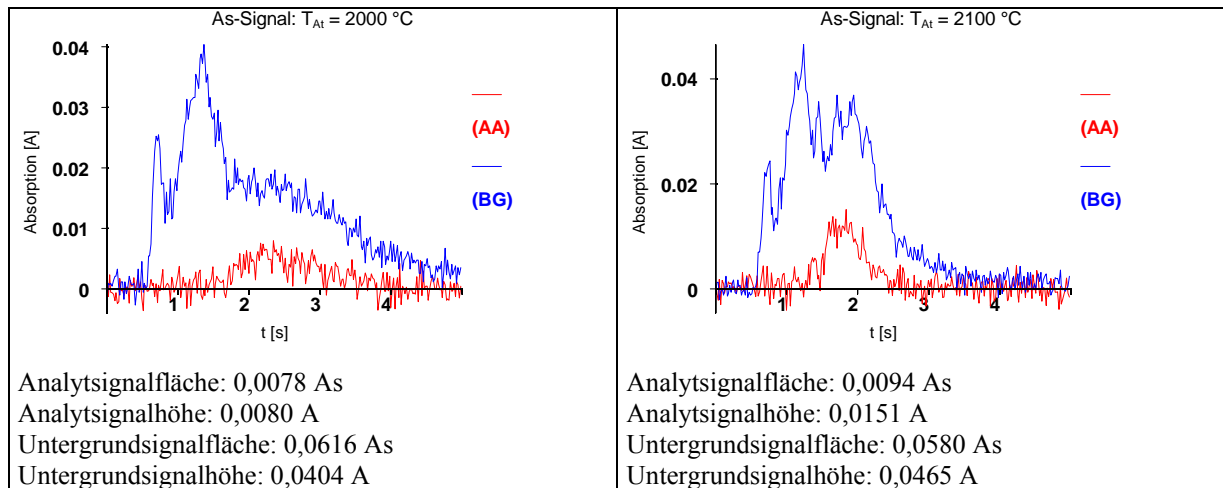 As-Signal: TAt = 2000 °C
0.04
0.03
0.02
0.01
0
Absorption [A]
1 2 3 4
t [s]
(AA)
(BG)
Analytsignalfläche: 0,0078 As
Analytsignalhöhe: 0,0080 A
Untergrundsignalfläche: 0,0616 As
Untergrundsignalhöhe: 0,0404 A
As-Signal: TAt = 2100 °C
0.04
0.02
0
Absorption [A]
1 2 3 4
t [s]
(AA)
(BG)
Analytsignalfläche: 0,0094 As
Analytsignalhöhe: 0,0151 A
Untergrundsignalfläche: 0,0580 As
Untergrundsignalhöhe: 0,0465 A